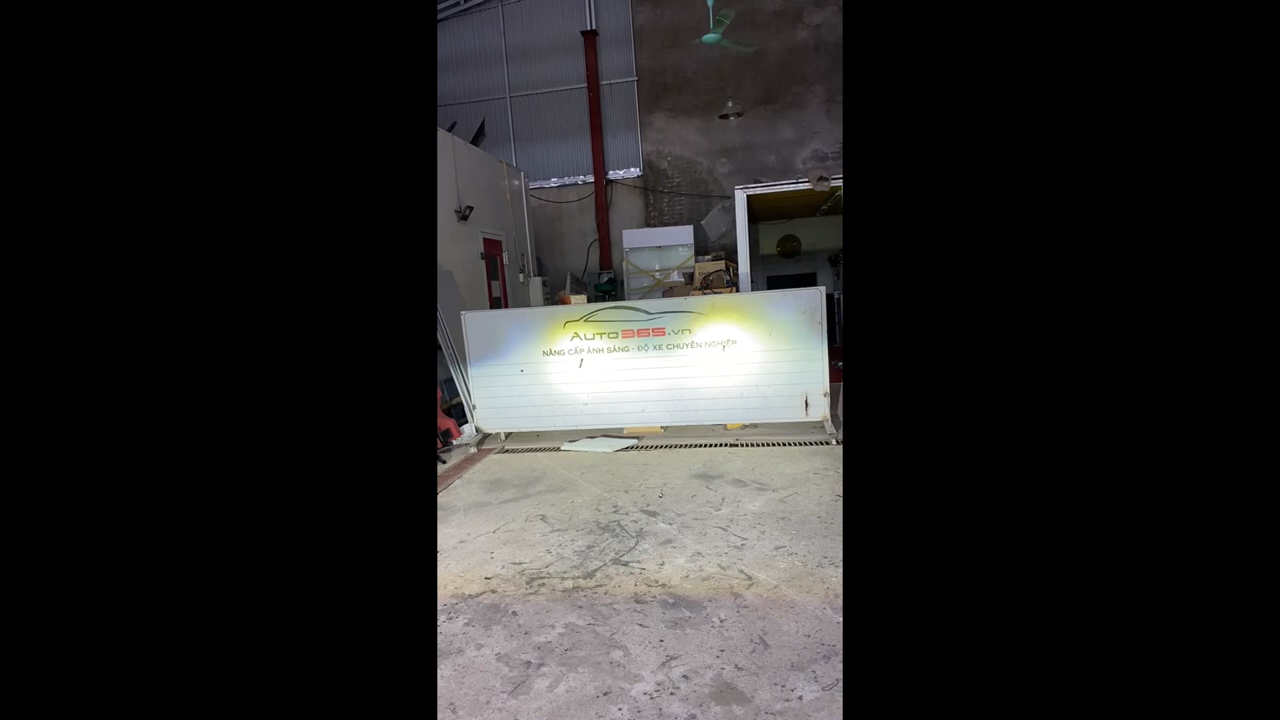 AUTO365.vn
NÂNG CẤP ÁNH SÁNG - ĐỘ XE CHUYÊN NGHIỆP